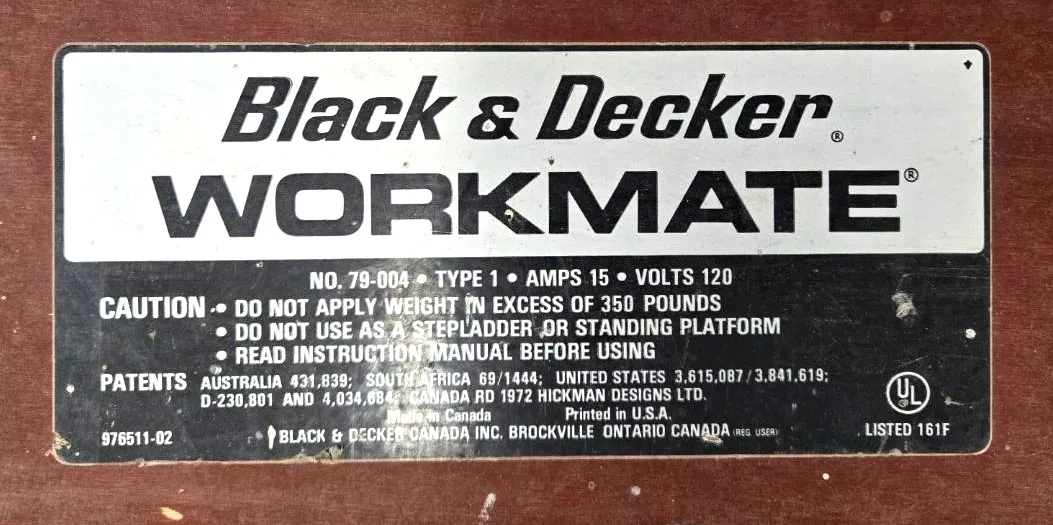 Black & Decker®
WORKMATE®
NO. 79-004 • TYPE 1 • AMPS 15 • VOLTS 120
CAUTION • DO NOT APPLY WEIGHT IN EXCESS OF 350 POUNDS
• DO NOT USE AS A STEPLADDER OR STANDING PLATFORM
• READ INSTRUCTION MANUAL BEFORE USING
PATENTS AUSTRALIA 431,839; SOUTH AFRICA 69/1444; UNITED STATES 3,615,087/3,841,619;
D-230,801 AND 4,034,684; CANADA RD 1972 HICKMAN DESIGNS LTD.
Made in Canada Printed in U.S.A.
976511-02 BLACK & DECKER CANADA INC. BROCKVILLE ONTARIO CANADA (REG. USER)
UL
LISTED 161F